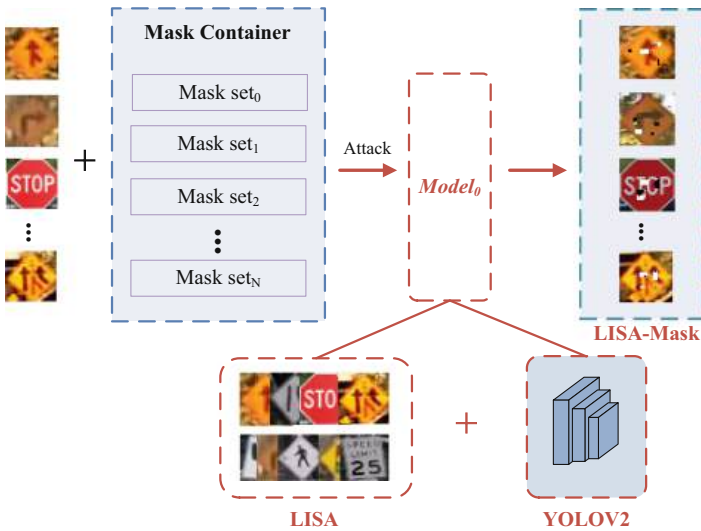 Mask Container
Mask set0
Mask set1
Mask set2
Mask setN
STOP
Attack
Model0
STOP
LISA-Mask
STO
SPEED
LIMIT
25
LISA
YOLOV2